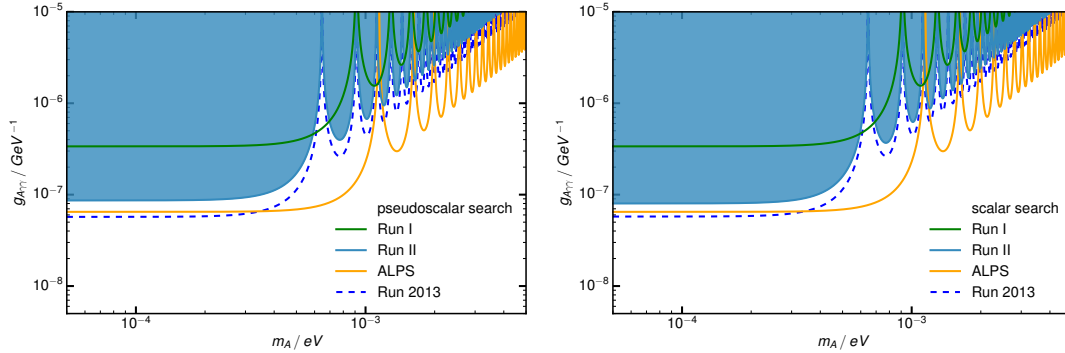 10⁻⁵
10⁻⁶
10⁻⁷
10⁻⁸
g_Aγγ / GeV⁻¹
pseudoscalar search
Run I
Run II
ALPS
Run 2013
10⁻⁴
10⁻³
m_A / eV
10⁻⁵
10⁻⁶
10⁻⁷
10⁻⁸
g_Aγγ / GeV⁻¹
scalar search
Run I
Run II
ALPS
Run 2013
10⁻⁴
10⁻³
m_A / eV